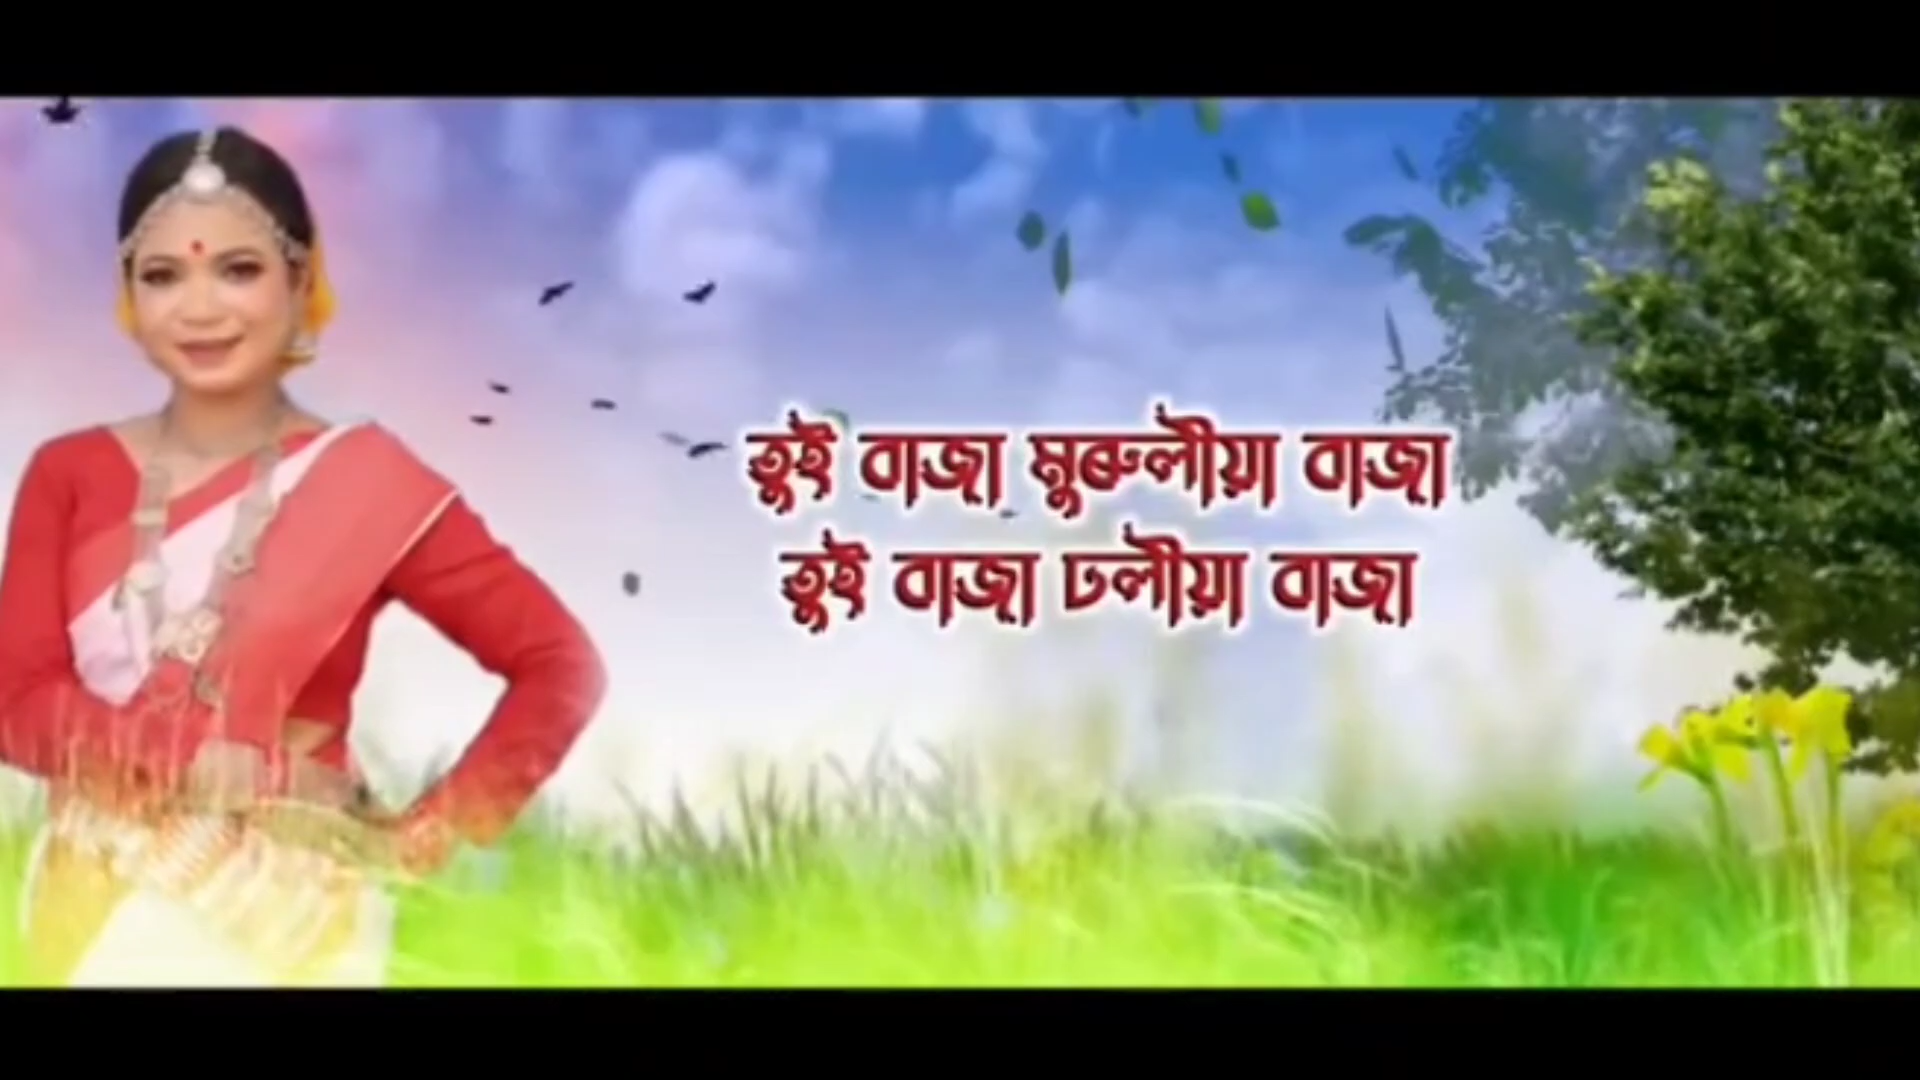 তুই বাজা মুৰুলীয়া বাজা
তুই বাজা ঢলীয়া বাজা